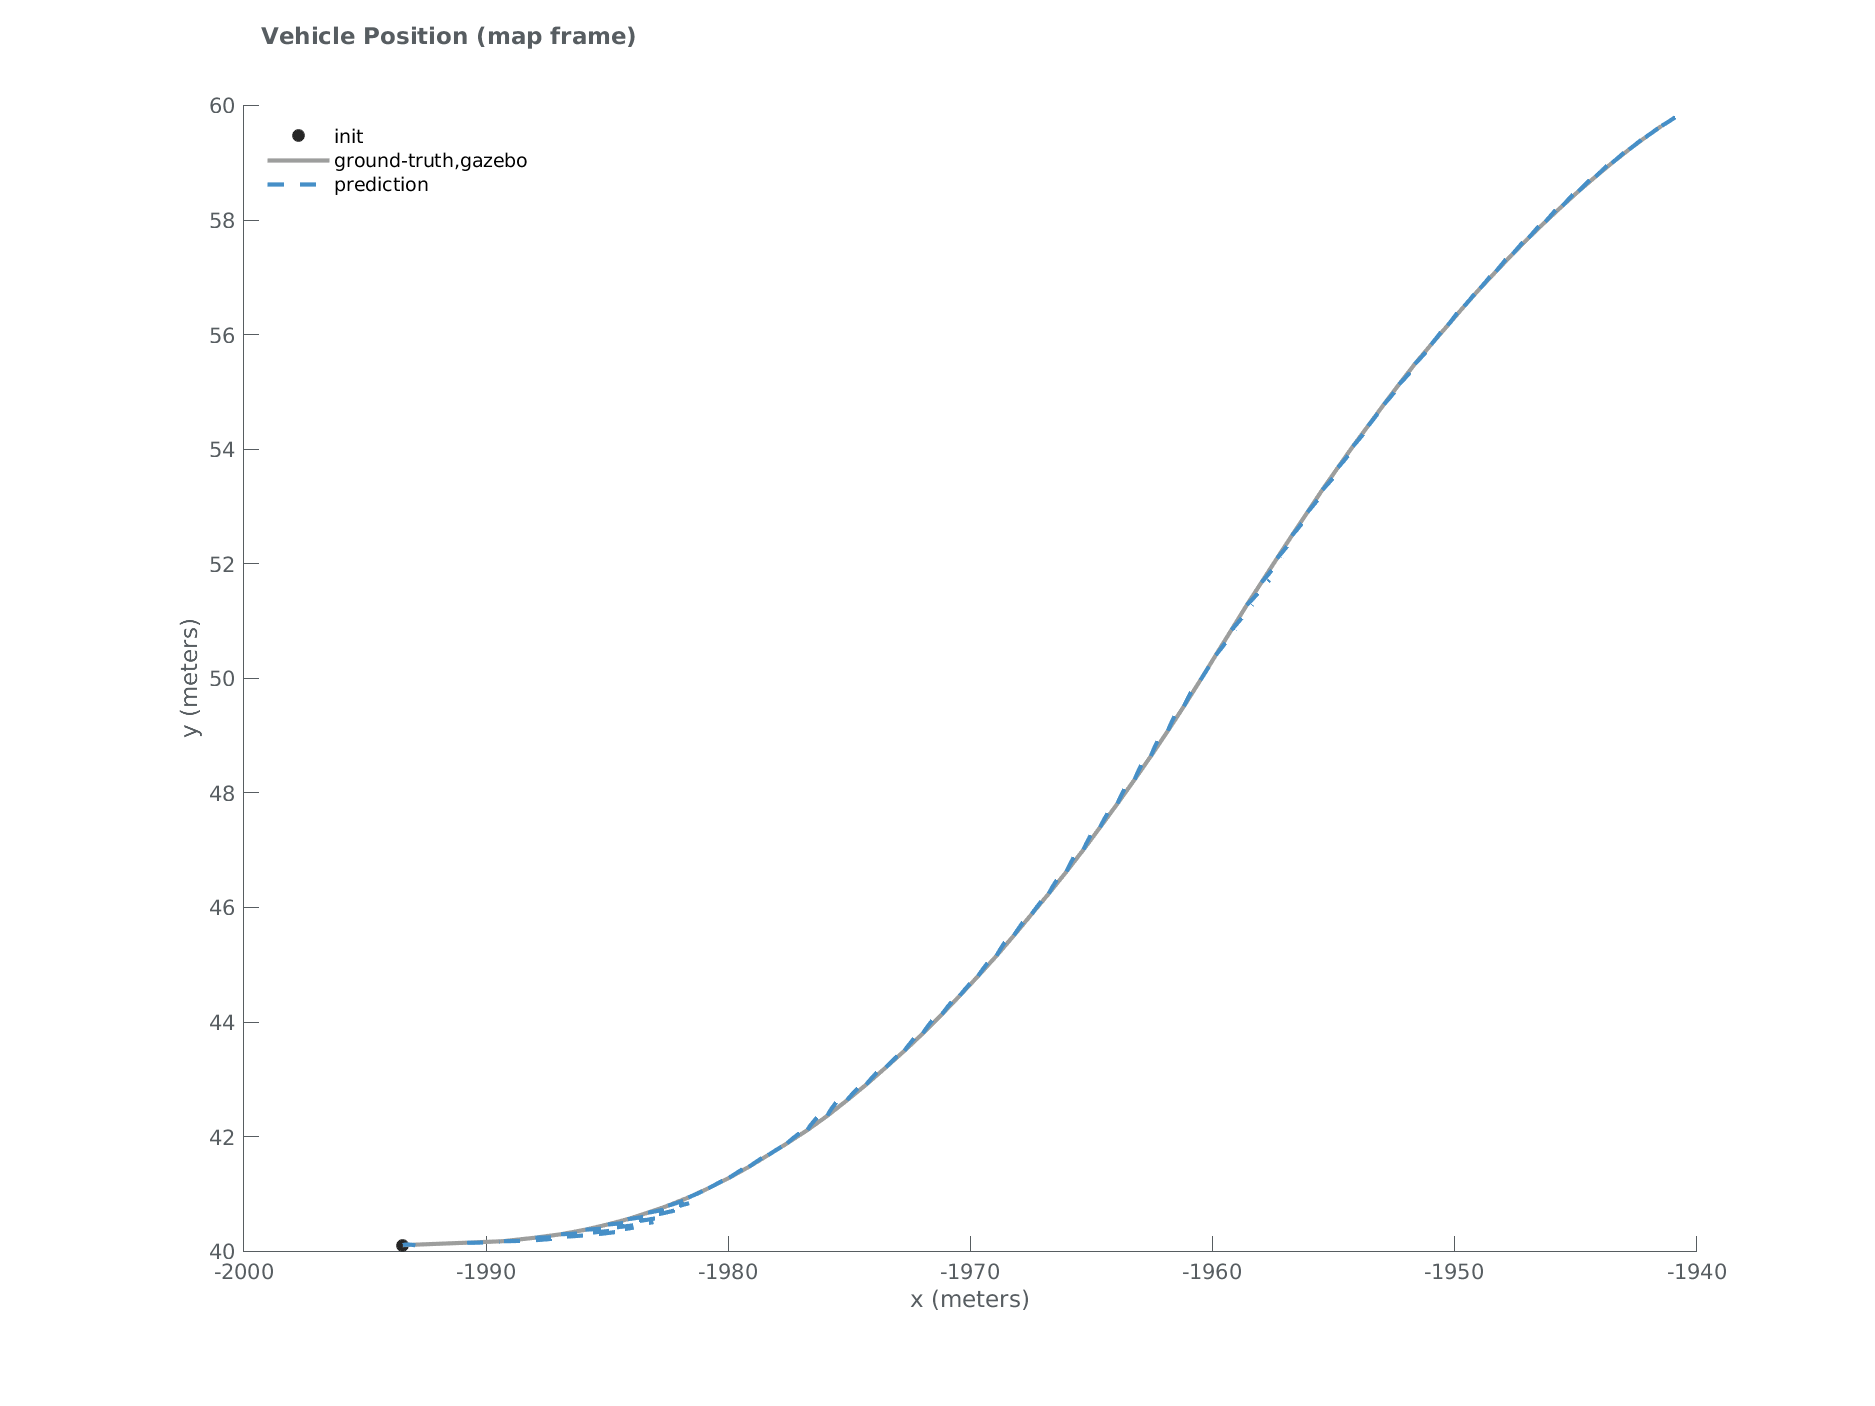 Vehicle Position (map frame)
init
ground-truth,gazebo
prediction
y (meters)
60
58
56
54
52
50
48
46
44
42
40
-2000 -1990 -1980 -1970 -1960 -1950 -1940
x (meters)